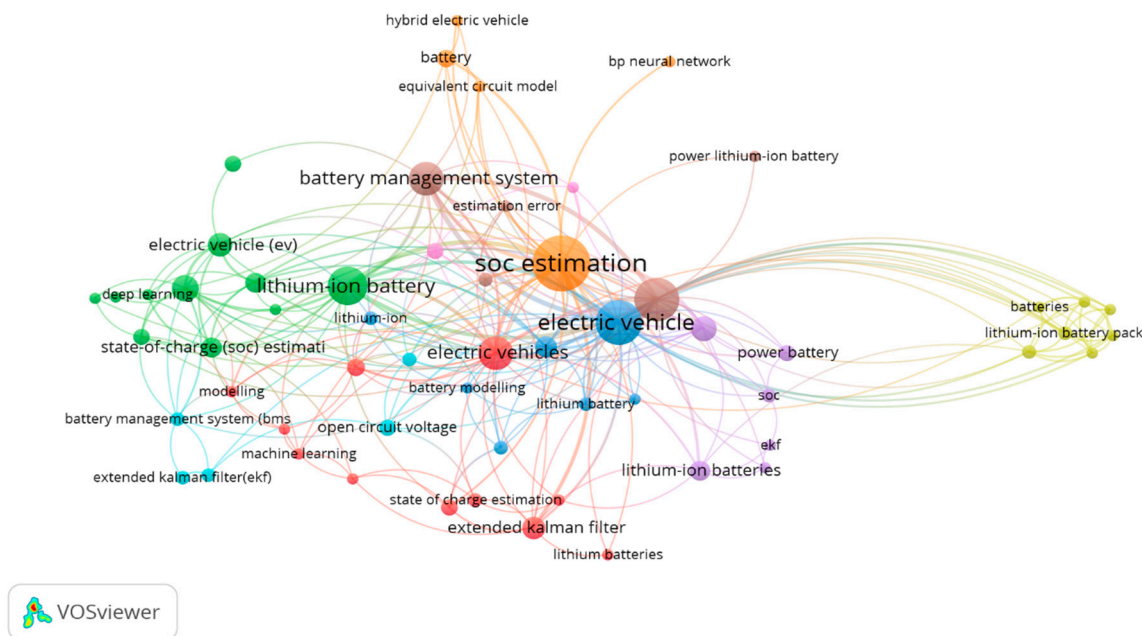 hybrid electric vehicle
battery
bp neural network
equivalent circuit model
power lithium-ion battery
battery management system
estimation error
electric vehicle (ev)
soc estimation
lithium-ion battery
deep learning
batteries
lithium-ion
electric vehicle
lithium-ion battery pack
state-of-charge (soc) estimati
electric vehicles
power battery
modelling
battery modelling
soc
lithium battery
battery management system (bms
open circuit voltage
ekf
machine learning
lithium-ion batteries
extended kalman filter(ekf)
state of charge estimation
extended kalman filter
lithium batteries
VOSviewer